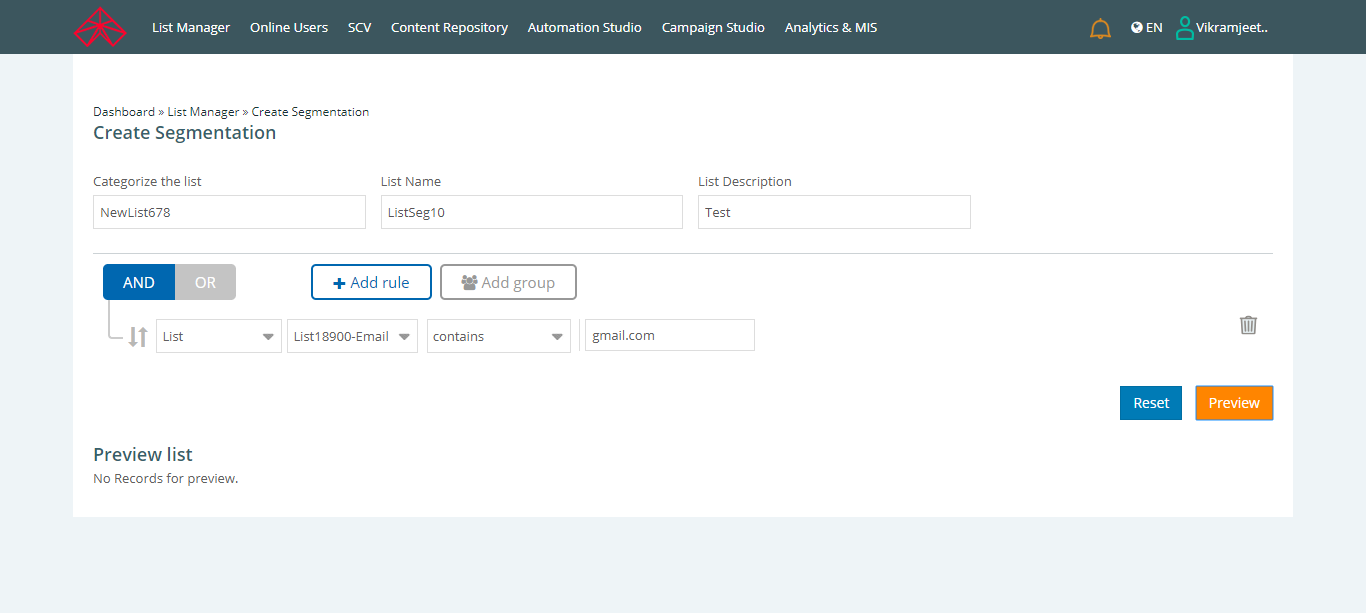 List Manager Online Users SCV Content Repository Automation Studio Campaign Studio Analytics & MIS EN Vikramjeet..
Dashboard » List Manager » Create Segmentation
Create Segmentation
Categorize the list List Name List Description
NewList678 ListSeg10 Test
AND OR Add rule Add group
List List18900-Email contains gmail.com
Reset Preview
Preview list
No Records for preview.